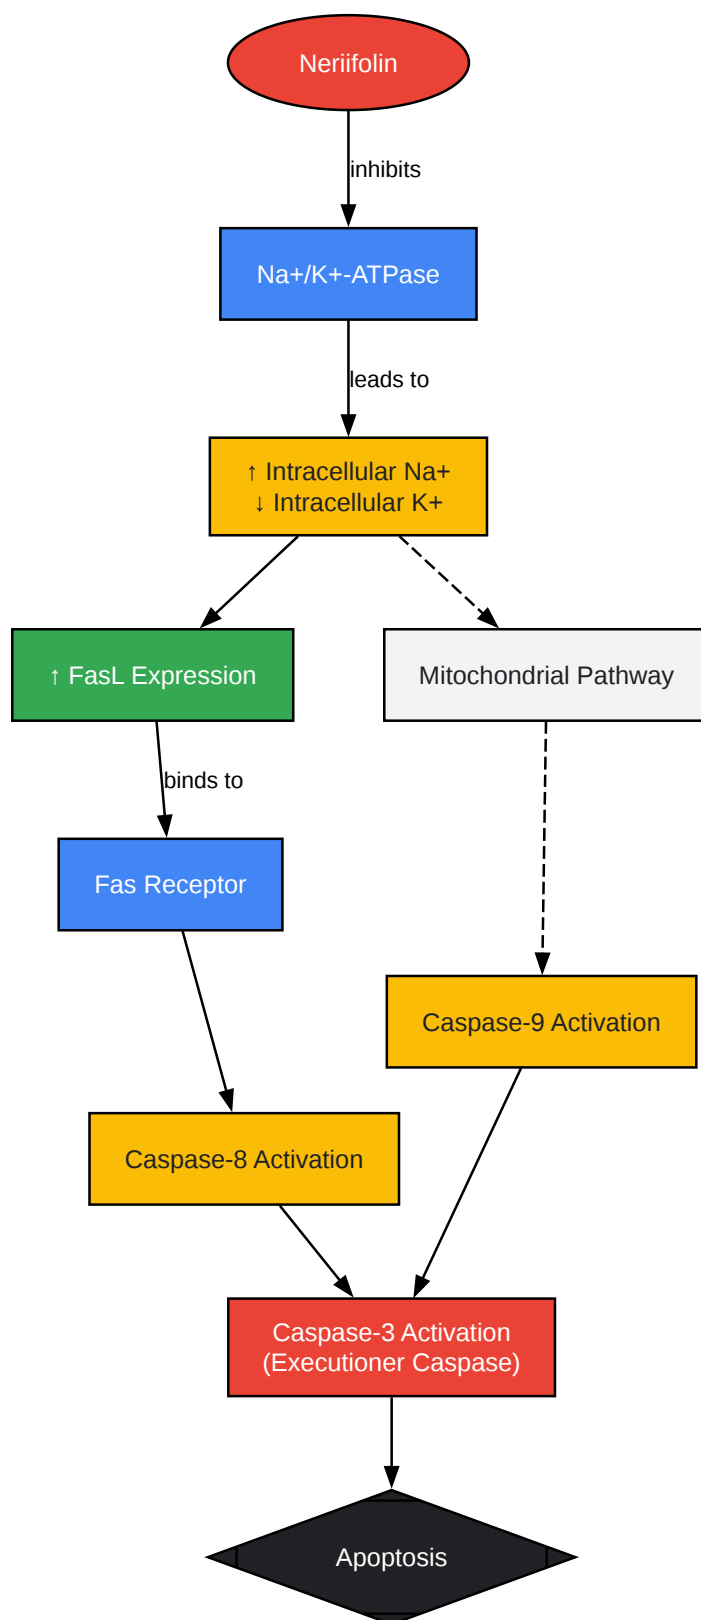 Neriifolin
inhibits
Na+/K+-ATPase
leads to
↑ Intracellular Na+
↓ Intracellular K+
↑ FasL Expression
Mitochondrial Pathway
binds to
Fas Receptor
Caspase-9 Activation
Caspase-8 Activation
Caspase-3 Activation
(Executioner Caspase)
Apoptosis